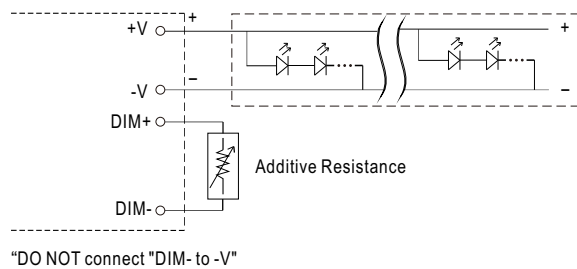 +V
+
+
-V
–
–
DIM+
Additive Resistance
DIM-
“DO NOT connect "DIM- to -V"